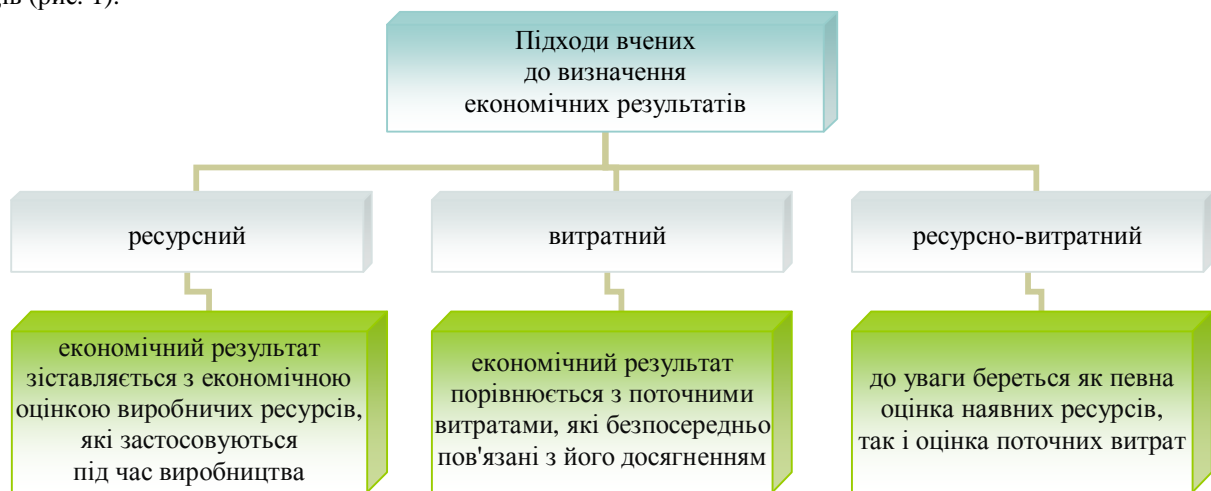 (рис. 1).
Підходи вчених
до визначення
економічних результатів
ресурсний
витратний
ресурсно-витратний
економічний результат
зіставляється з економічною
оцінкою виробничих ресурсів,
які застосовуються
під час виробництва
економічний результат
порівнюється з поточними
витратами, які безпосередньо
пов'язані з його досягненням
до уваги береться як певна
оцінка наявних ресурсів,
так і оцінка поточних витрат